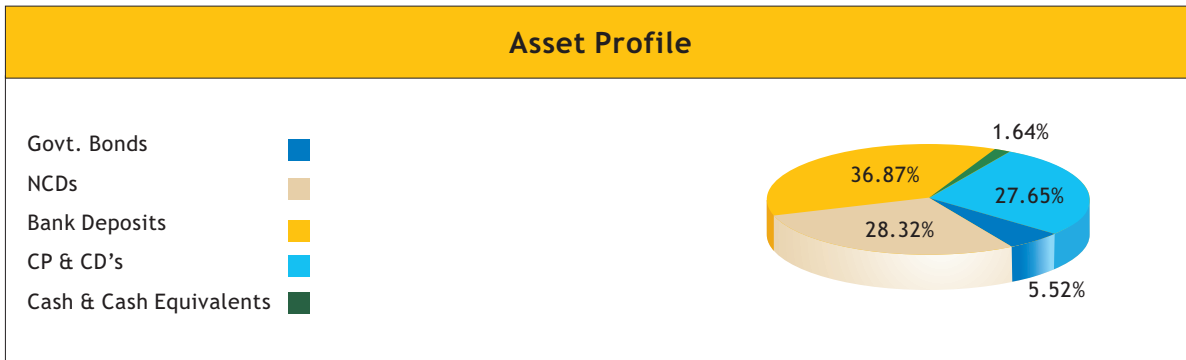 Asset Profile
Govt. Bonds
NCDs
Bank Deposits
CP & CD’s
Cash & Cash Equivalents
1.64%
36.87%
27.65%
28.32%
5.52%